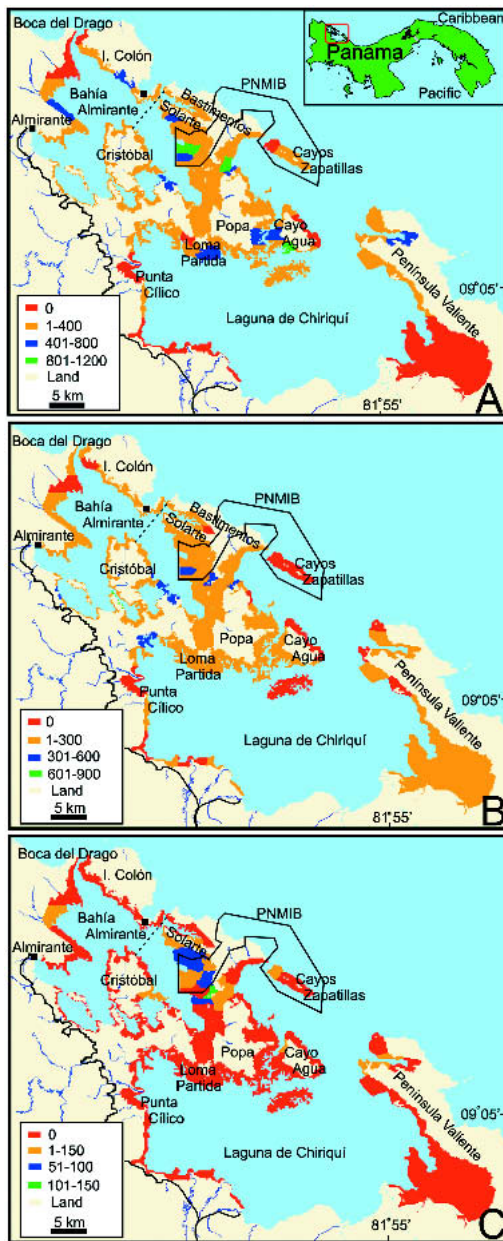 Boca del Drago
I. Colón
Bahía
Almirante
Almirante
Cristóbal
Solarte
Bastimentos
PNMIB
Cayos
Zapatillas
Popa
Cayo
Agua
Loma
Partida
Punta
Cílico
Laguna de Chiriquí
Península Valiente
09°05'
81°55'
Caribbean
Panama
Pacific
0
1-400
401-800
801-1200
Land
5 km
A
Boca del Drago
I. Colón
Bahía
Almirante
Almirante
Cristóbal
Solarte
Bastimentos
PNMIB
Cayos
Zapatillas
Popa
Cayo
Agua
Loma
Partida
Punta
Cílico
Laguna de Chiriquí
Península Valiente
09°05'
81°55'
0
1-300
301-600
601-900
Land
5 km
B
Boca del Drago
I. Colón
Bahía
Almirante
Almirante
Cristóbal
Solarte
PNMIB
Cayos
Zapatillas
Popa
Cayo
Agua
Loma
Partida
Punta
Cílico
Laguna de Chiriquí
Península Valiente
09°05'
81°55'
0
1-150
51-100
101-150
Land
5 km
C